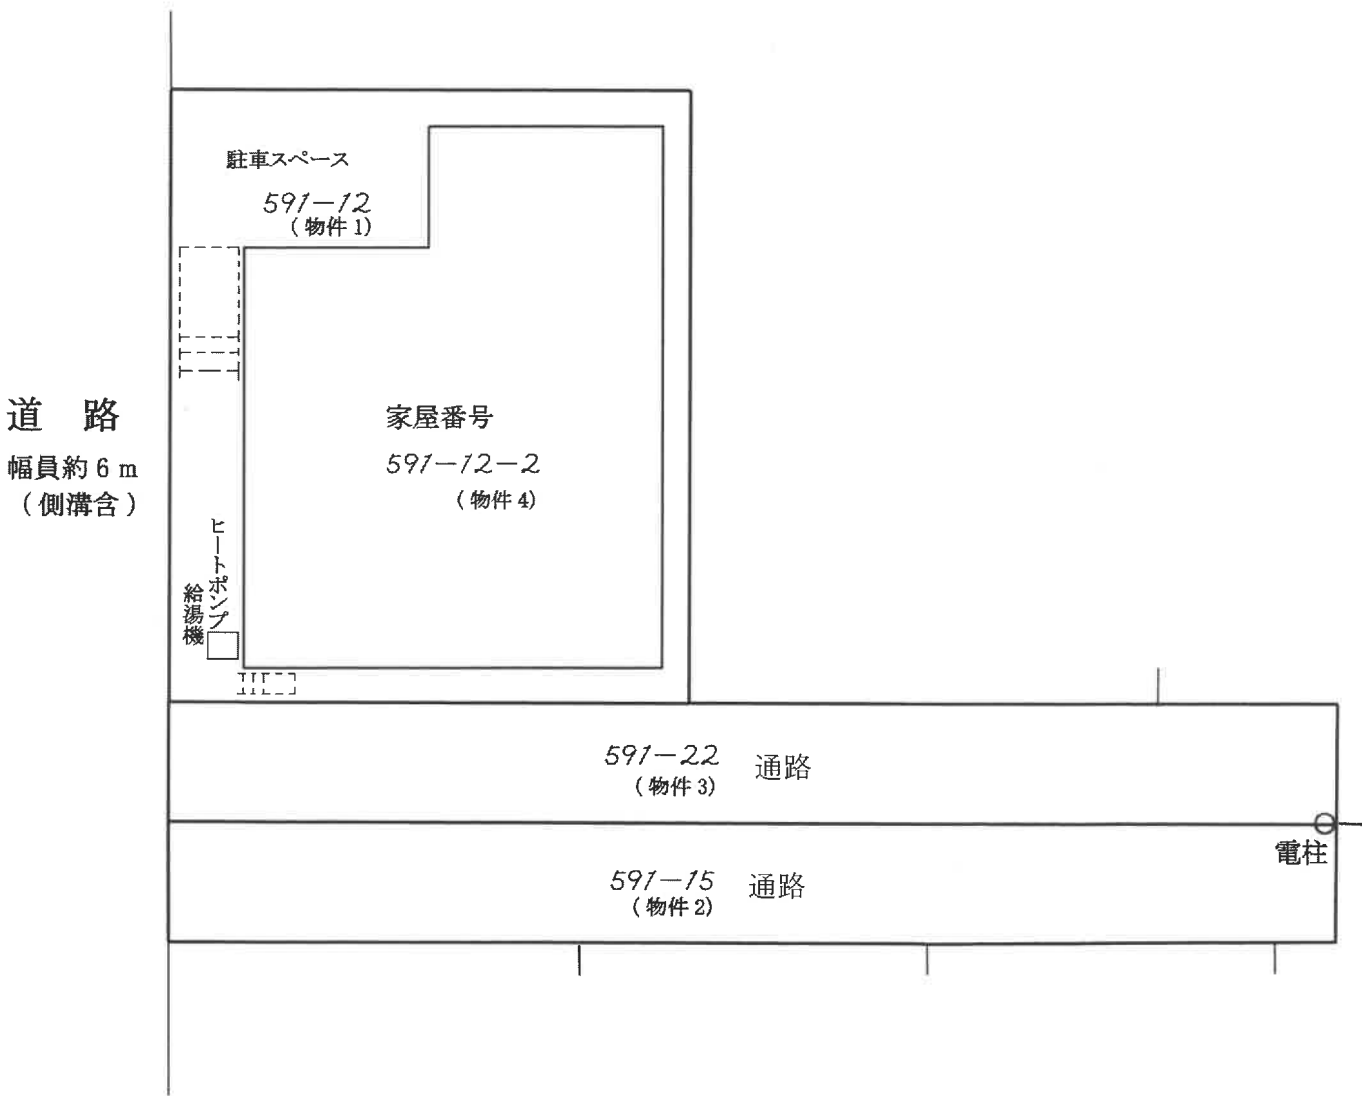 駐車スペース
591-12
(物件1)
道 路
幅員約6m
(側溝含)
家屋番号
591-12-2
(物件4)
ヒートポンプ
給湯機
591-22 通路
(物件3)
電柱
591-15 通路
(物件2)